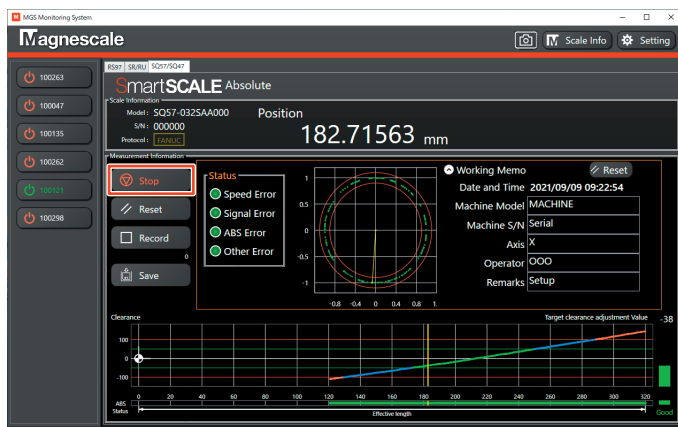 MGS Monitoring System
Magnescale
Scale Info
Setting
100263
100047
100135
100262
100121
100298
RS97 SR/RU SQ57/SQ47
SmartSCALE Absolute
Scale Information
Model: SQ57-032SAA000
S/N: 000000
Protocol: FANUC
Position
182.71563 mm
Measurement Information
Stop
Reset
Record
0
Save
Status
Speed Error
Signal Error
ABS Error
Other Error
1
0.5
0
-0.5
-1
-0.8 -0.4 0 0.4 0.8 1.
Working Memo
Reset
Date and Time 2021/09/09 09:22:54
Machine Model MACHINE
Machine S/N Serial
Axis X
Operator OOO
Remarks Setup
Clearance
Target clearance adjustment Value
-38
100
0
-100
0 20 40 60 80 100 120 140 160 180 200 220 240 260 280 300 320
ABS
Status
Effective length
Good